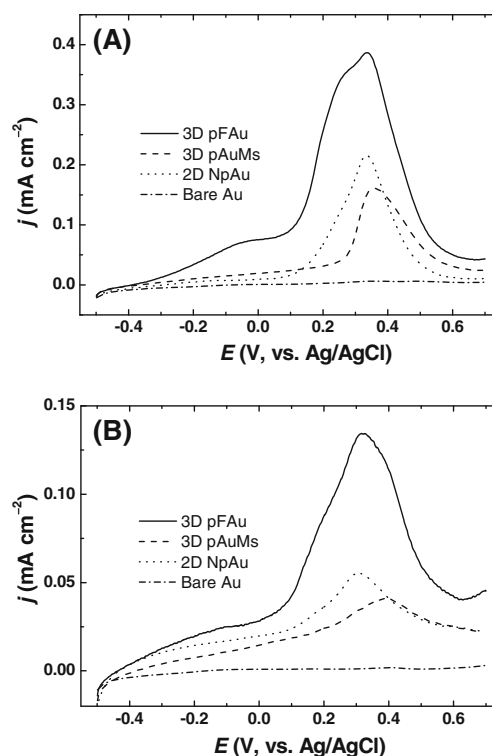 (A)
0.4
0.3
0.2
0.1
0.0
j (mA cm⁻²)
3D pFAu
3D pAuMs
2D NpAu
Bare Au
-0.4 -0.2 0.0 0.2 0.4 0.6
E (V, vs. Ag/AgCl)
(B)
0.15
0.10
0.05
0.00
j (mA cm⁻²)
3D pFAu
3D pAuMs
2D NpAu
Bare Au
-0.4 -0.2 0.0 0.2 0.4 0.6
E (V, vs. Ag/AgCl)